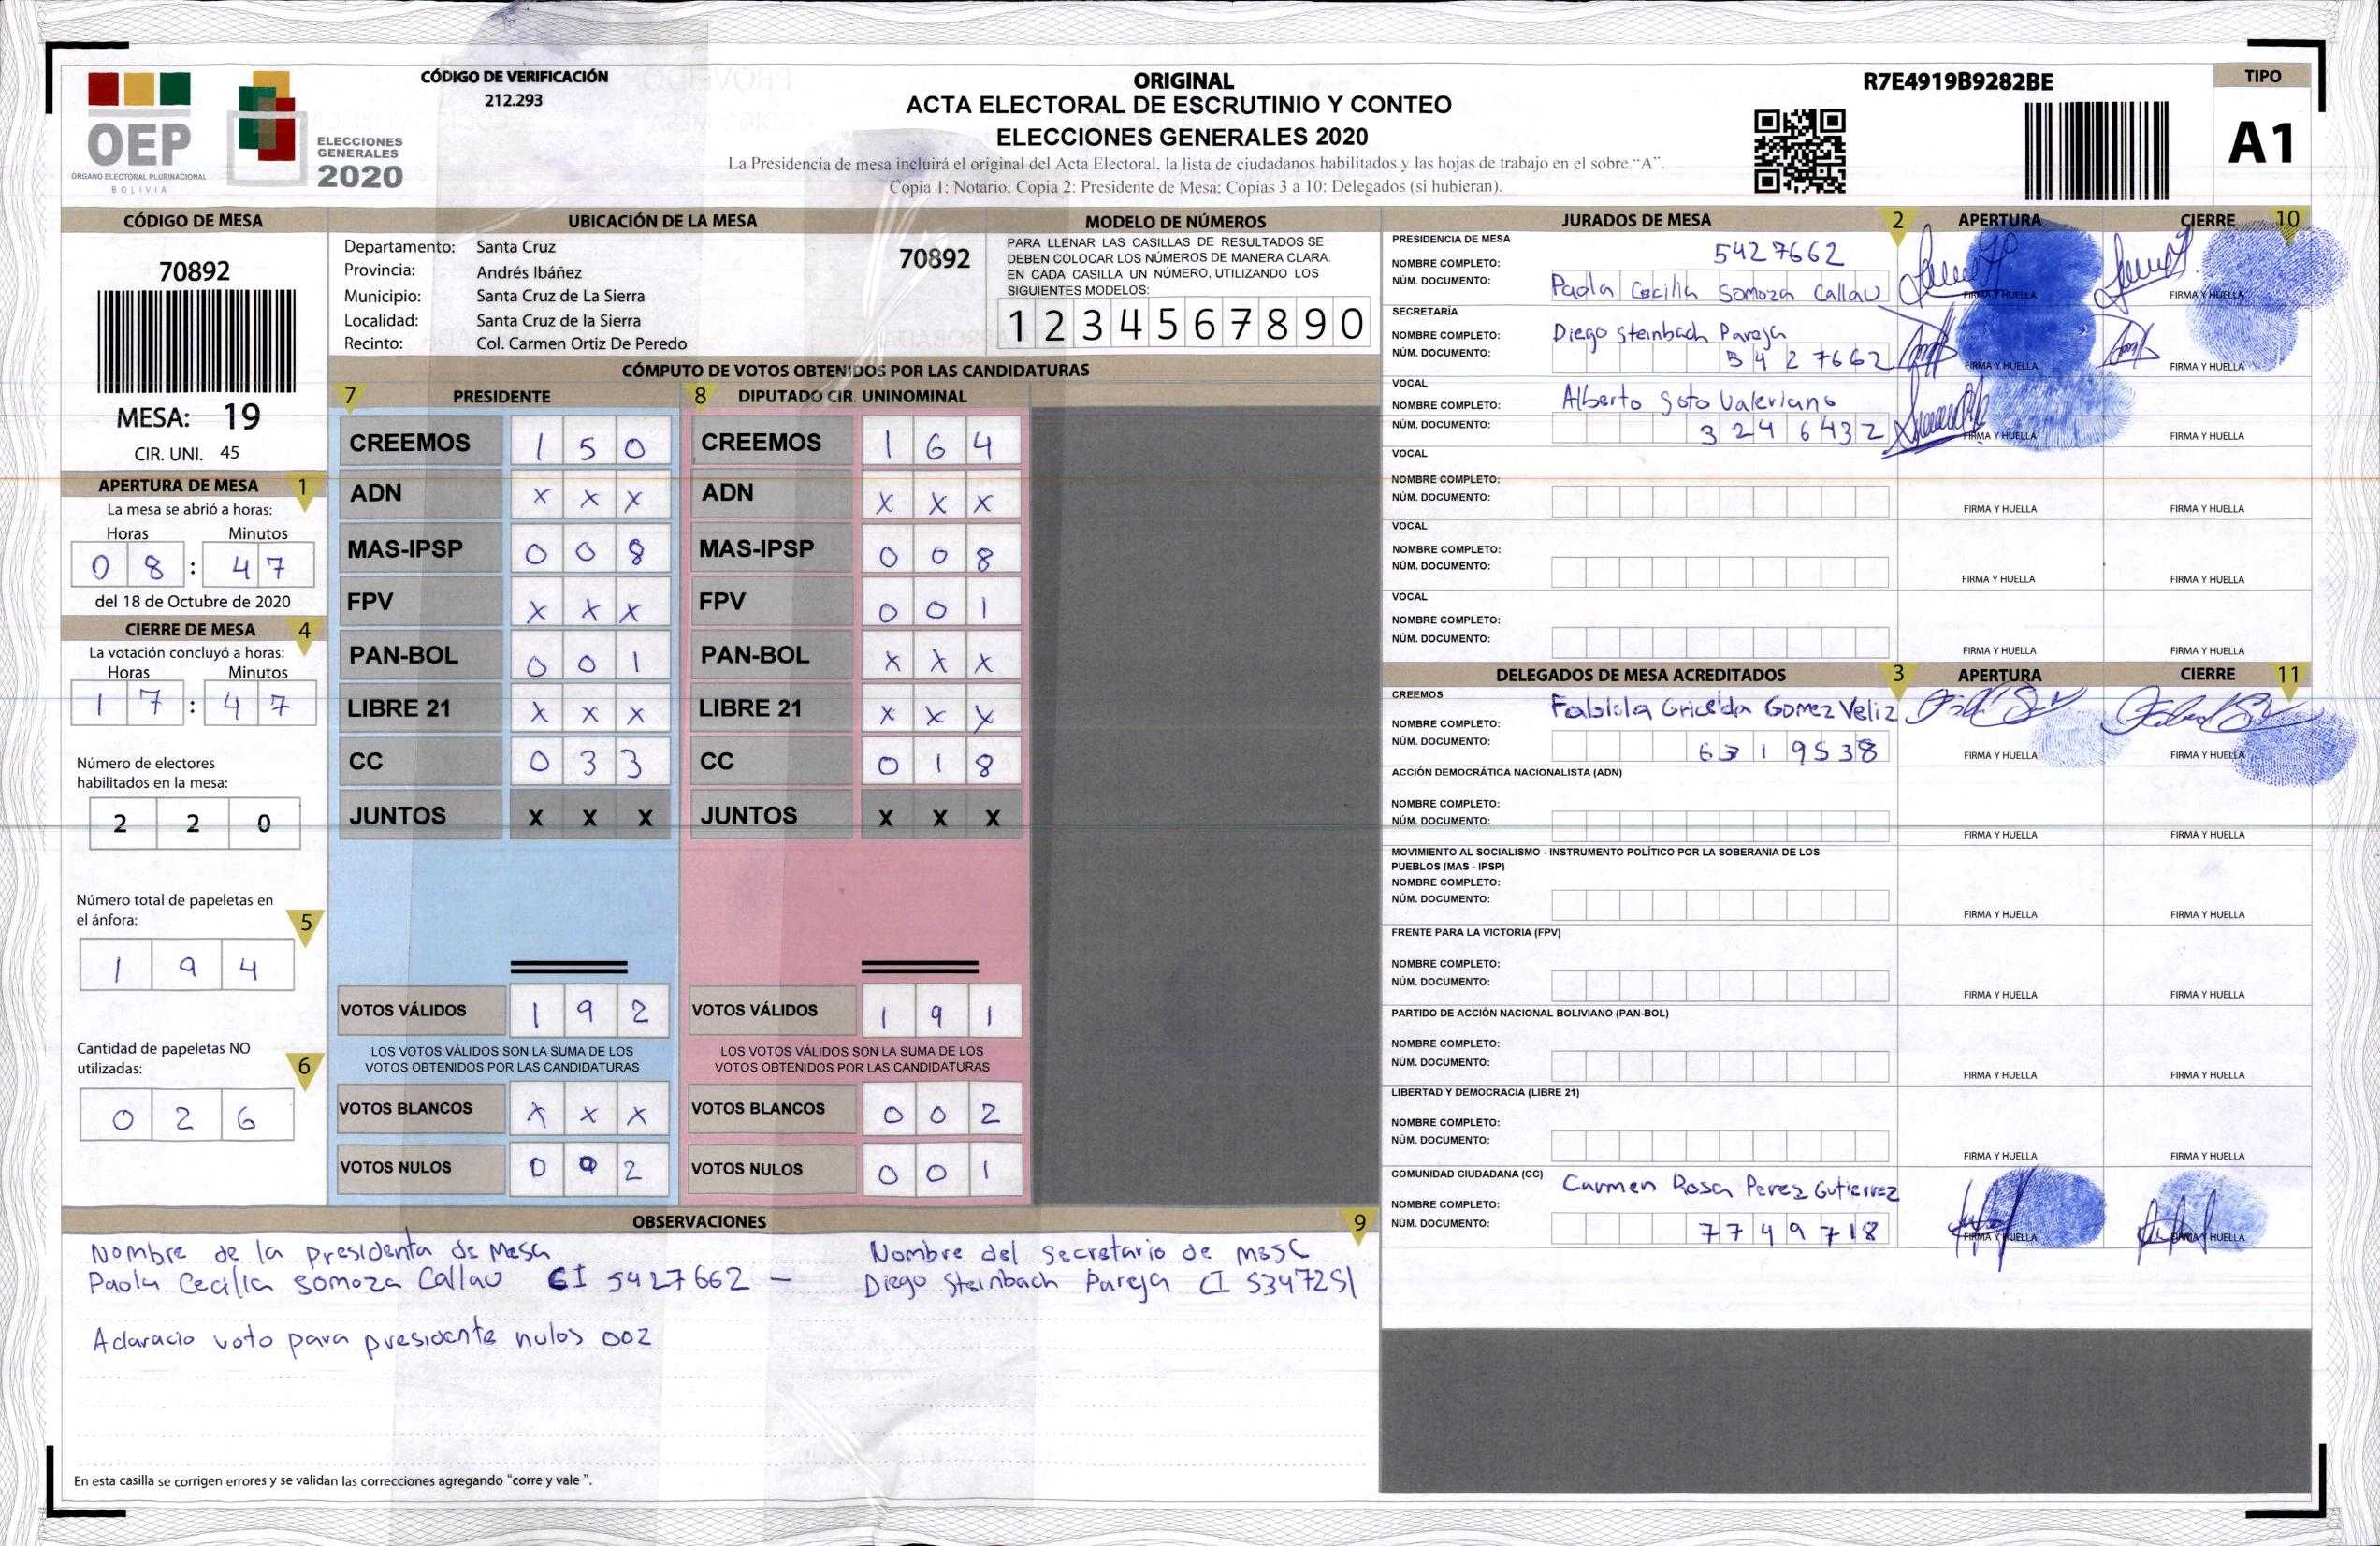 OEP
ÓRGANO ELECTORAL PLURINACIONAL
BOLIVIA
ELECCIONES
GENERALES
2020
CÓDIGO DE VERIFICACIÓN
212.293
ORIGINAL
ACTA ELECTORAL DE ESCRUTINIO Y CONTEO
ELECCIONES GENERALES 2020
La Presidencia de mesa incluirá el original del Acta Electoral, la lista de ciudadanos habilitados y las hojas de trabajo en el sobre "A".
Copia 1: Notario; Copia 2: Presidente de Mesa; Copias 3 a 10: Delegados (si hubieran).
R7E4919B9282BE
TIPO
A1
CÓDIGO DE MESA
70892
MESA: 19
CIR. UNI. 45
APERTURA DE MESA 1
La mesa se abrió a horas:
Horas Minutos
08 : 47
del 18 de Octubre de 2020
CIERRE DE MESA 4
La votación concluyó a horas:
Horas Minutos
17 : 47
Número de electores
habilitados en la mesa:
2 2 0
Número total de papeletas en
el ánfora: 5
1 9 4
Cantidad de papeletas NO
utilizadas: 6
0 2 6
UBICACIÓN DE LA MESA
Departamento: Santa Cruz
70892
Provincia: Andrés Ibáñez
Municipio: Santa Cruz de La Sierra
Localidad: Santa Cruz de la Sierra
Recinto: Col. Carmen Ortiz De Peredo
MODELO DE NÚMEROS
PARA LLENAR LAS CASILLAS DE RESULTADOS SE
DEBEN COLOCAR LOS NÚMEROS DE MANERA CLARA.
EN CADA CASILLA UN NÚMERO, UTILIZANDO LOS
SIGUIENTES MODELOS:
1 2 3 4 5 6 7 8 9 0
CÓMPUTO DE VOTOS OBTENIDOS POR LAS CANDIDATURAS
7 PRESIDENTE
CREEMOS 1 5 0
ADN X X X
MAS-IPSP 0 0 8
FPV X X X
PAN-BOL 0 0 1
LIBRE 21 X X X
CC 0 3 3
JUNTOS X X X
VOTOS VÁLIDOS 1 9 2
LOS VOTOS VÁLIDOS SON LA SUMA DE LOS
VOTOS OBTENIDOS POR LAS CANDIDATURAS
VOTOS BLANCOS X X X
VOTOS NULOS 0 0 2
8 DIPUTADO CIR. UNINOMINAL
CREEMOS 1 6 4
ADN X X X
MAS-IPSP 0 0 8
FPV 0 0 1
PAN-BOL X X X
LIBRE 21 X X X
CC 0 1 8
JUNTOS X X X
VOTOS VÁLIDOS 1 9 1
LOS VOTOS VÁLIDOS SON LA SUMA DE LOS
VOTOS OBTENIDOS POR LAS CANDIDATURAS
VOTOS BLANCOS 0 0 2
VOTOS NULOS 0 0 1
OBSERVACIONES 9
Nombre de la presidenta de Mesa
Paola Cecilia Somoza Callau CI 5427662 —
Nombre del Secretario de mesc
Diego Steinbach Pareja CI 5347251
Aclaracio voto para presidente nulos 002
En esta casilla se corrigen errores y se validan las correcciones agregando "corre y vale ".
JURADOS DE MESA 2 APERTURA CIERRE 10
PRESIDENCIA DE MESA
5427662
NOMBRE COMPLETO:
NÚM. DOCUMENTO: Paola Cecilia Somoza Callau
FIRMA Y HUELLA FIRMA Y HUELLA
SECRETARÍA
NOMBRE COMPLETO: Diego Steinbach Pareja
NÚM. DOCUMENTO: 5427662
FIRMA Y HUELLA FIRMA Y HUELLA
VOCAL
NOMBRE COMPLETO: Alberto Soto Valeriano
NÚM. DOCUMENTO: 3246432
FIRMA Y HUELLA FIRMA Y HUELLA
VOCAL
NOMBRE COMPLETO:
NÚM. DOCUMENTO:
FIRMA Y HUELLA FIRMA Y HUELLA
VOCAL
NOMBRE COMPLETO:
NÚM. DOCUMENTO:
FIRMA Y HUELLA FIRMA Y HUELLA
VOCAL
NOMBRE COMPLETO:
NÚM. DOCUMENTO:
FIRMA Y HUELLA FIRMA Y HUELLA
DELEGADOS DE MESA ACREDITADOS 3 APERTURA CIERRE 11
CREEMOS
NOMBRE COMPLETO: Fabiola Gricelda Gomez Veliz
NÚM. DOCUMENTO: 6319538
FIRMA Y HUELLA FIRMA Y HUELLA
ACCIÓN DEMOCRÁTICA NACIONALISTA (ADN)
NOMBRE COMPLETO:
NÚM. DOCUMENTO:
FIRMA Y HUELLA FIRMA Y HUELLA
MOVIMIENTO AL SOCIALISMO - INSTRUMENTO POLÍTICO POR LA SOBERANIA DE LOS
PUEBLOS (MAS - IPSP)
NOMBRE COMPLETO:
NÚM. DOCUMENTO:
FIRMA Y HUELLA FIRMA Y HUELLA
FRENTE PARA LA VICTORIA (FPV)
NOMBRE COMPLETO:
NÚM. DOCUMENTO:
FIRMA Y HUELLA FIRMA Y HUELLA
PARTIDO DE ACCIÓN NACIONAL BOLIVIANO (PAN-BOL)
NOMBRE COMPLETO:
NÚM. DOCUMENTO:
FIRMA Y HUELLA FIRMA Y HUELLA
LIBERTAD Y DEMOCRACIA (LIBRE 21)
NOMBRE COMPLETO:
NÚM. DOCUMENTO:
FIRMA Y HUELLA FIRMA Y HUELLA
COMUNIDAD CIUDADANA (CC)
Carmen Rosa Perez Gutierrez
NOMBRE COMPLETO:
NÚM. DOCUMENTO: 7749718
FIRMA Y HUELLA FIRMA Y HUELLA